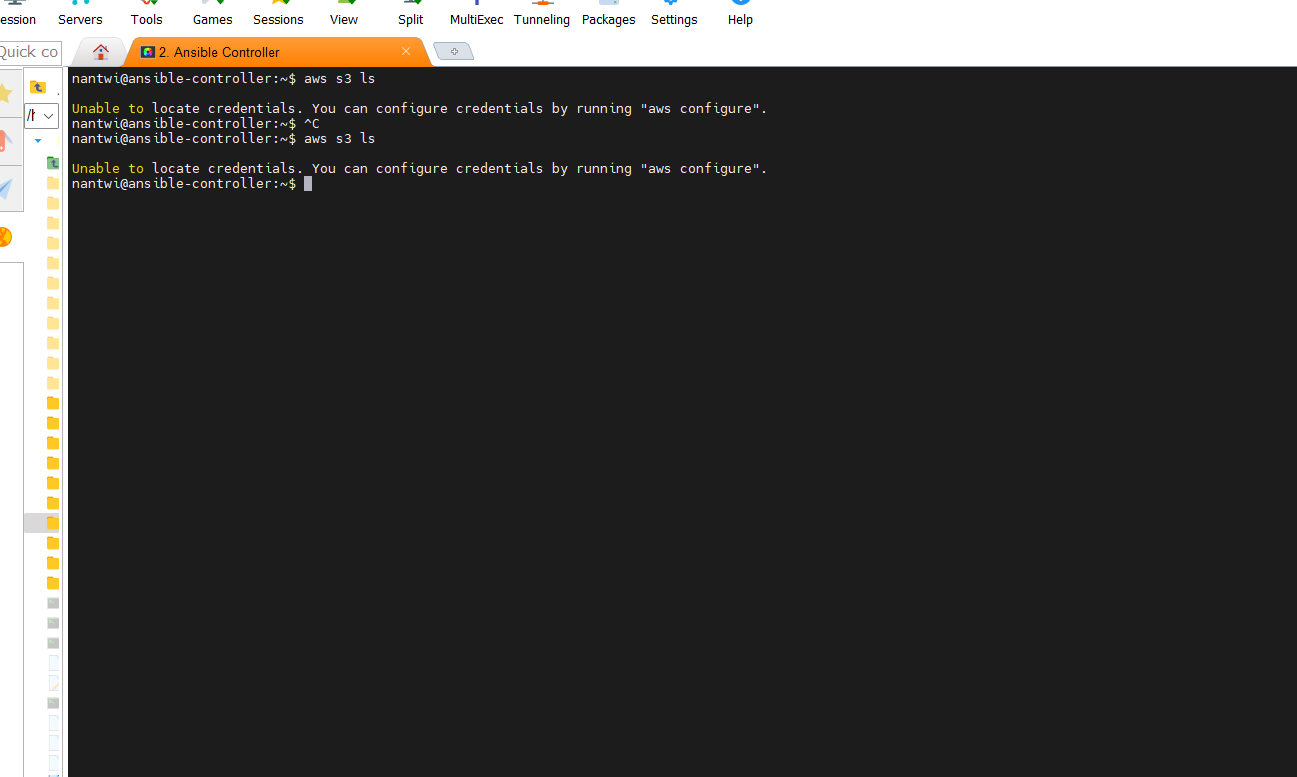 ession Servers Tools Games Sessions View Split MultiExec Tunneling Packages Settings Help
Quick co
2. Ansible Controller
nantwi@ansible-controller:~$ aws s3 ls
Unable to locate credentials. You can configure credentials by running "aws configure".
nantwi@ansible-controller:~$ ^C
nantwi@ansible-controller:~$ aws s3 ls
Unable to locate credentials. You can configure credentials by running "aws configure".
nantwi@ansible-controller:~$